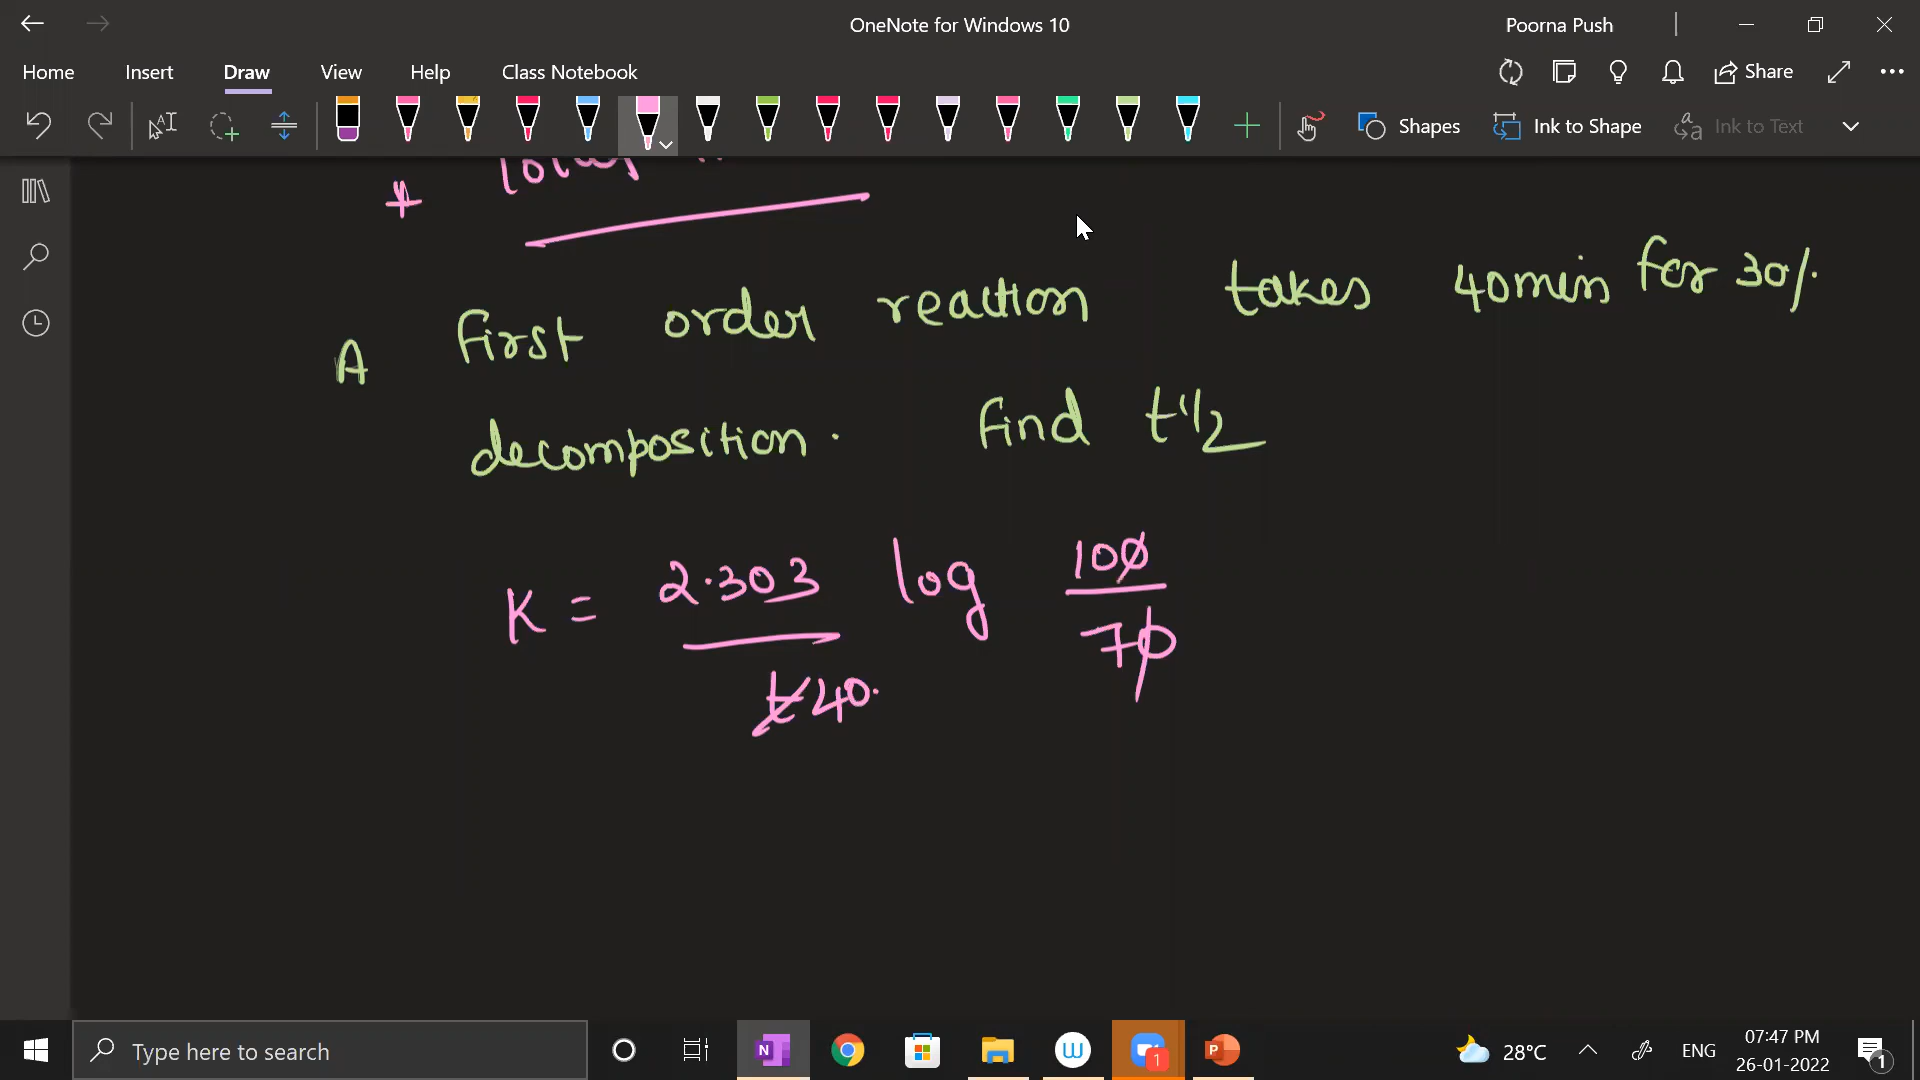 OneNote for Windows 10
Poorna Push
Home Insert Draw View Help Class Notebook
Share
Shapes Ink to Shape Ink to Text
A first order reaction takes 40min for 30%
decomposition. find t1/2
K = 2.303 log 100
t 40. 70
Type here to search
28°C
ENG
07:47 PM
26-01-2022
1